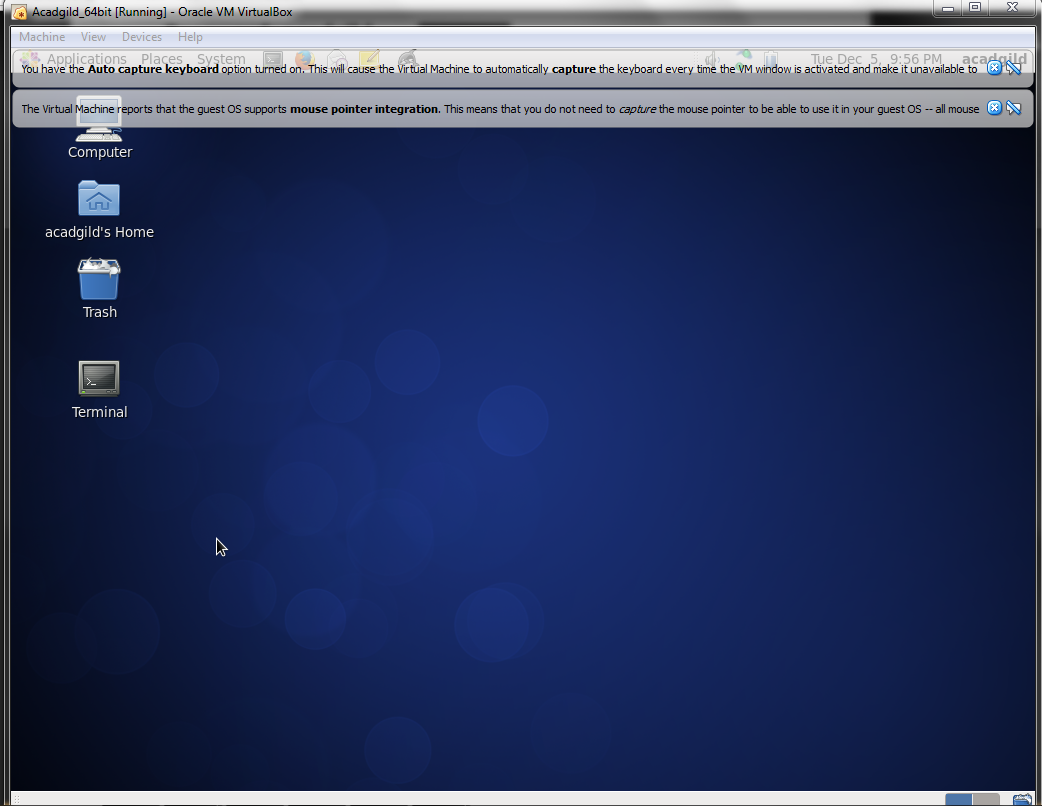 Acadgild_64bit [Running] - Oracle VM VirtualBox
Machine View Devices Help
Applications Places System Tue Dec 5, 9:56 PM acadgild
You have the Auto capture keyboard option turned on. This will cause the Virtual Machine to automatically capture the keyboard every time the VM window is activated and make it unavailable to
The Virtual Machine reports that the guest OS supports mouse pointer integration. This means that you do not need to capture the mouse pointer to be able to use it in your guest OS -- all mouse
Computer
acadgild's Home
Trash
Terminal